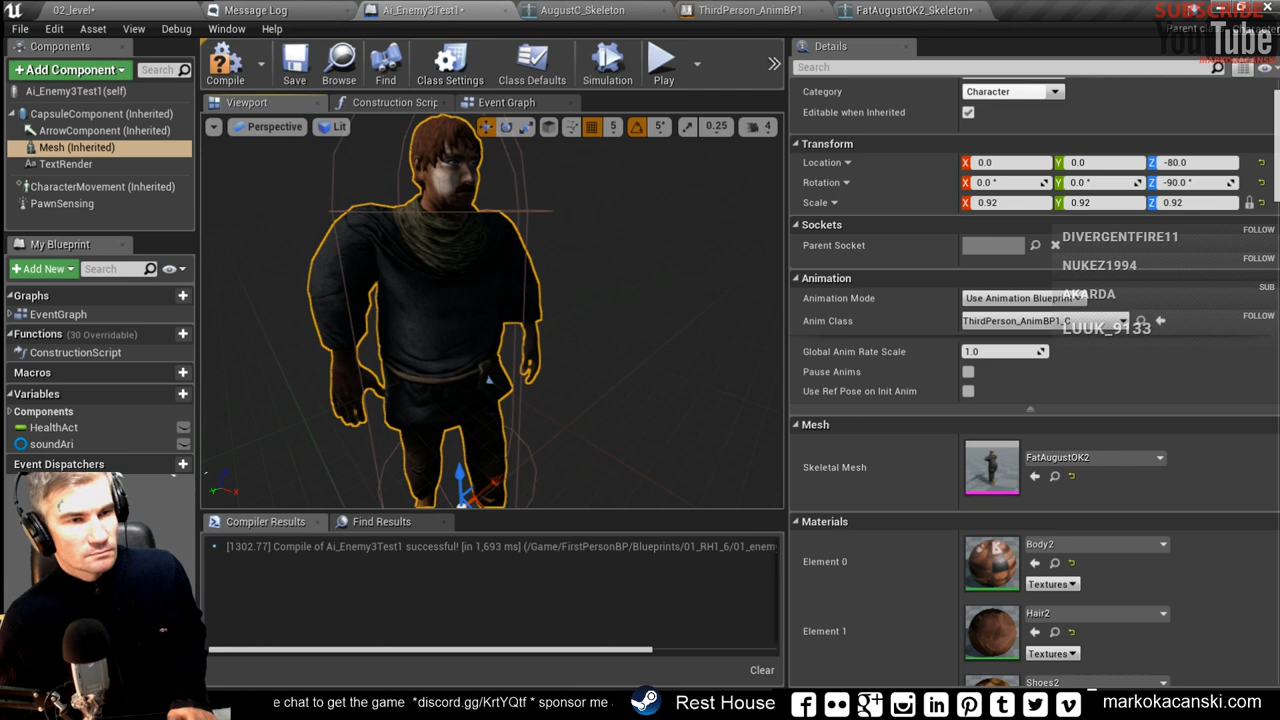 02_level•
Message Log
Ai_Enemy3Test1•
AugustC_Skeleton
ThirdPerson_AnimBP1
FatAugustOK2_Skeleton•
SUBSCRIBE
YouTube
MARKOKACANSKI
Parent class: Character
File Edit Asset View Debug Window Help
Components
+Add Component
Search
Ai_Enemy3Test1(self)
CapsuleComponent (Inherited)
ArrowComponent (Inherited)
Mesh (Inherited)
TextRender
CharacterMovement (Inherited)
PawnSensing
My Blueprint
+Add New
Search
Graphs
EventGraph
Functions (30 Overridable)
ConstructionScript
Macros
Variables
Components
HealthAct
soundAri
Event Dispatchers
Compile
Save
Browse
Find
Class Settings
Class Defaults
Simulation
Play
Viewport
Construction Scrip
Event Graph
Perspective
Lit
5
5°
0.25
4
Compiler Results
Find Results
[1302.77] Compile of Ai_Enemy3Test1 successful! [in 1,693 ms] (/Game/FirstPersonBP/Blueprints/01_RH1_6/01_enem
Clear
Details
Search
Category Character
Editable when Inherited
Transform
Location X 0.0 Y 0.0 Z -80.0
Rotation X 0.0 ° Y 0.0 ° Z -90.0 °
Scale X 0.92 Y 0.92 Z 0.92
Sockets
Parent Socket
Animation
Animation Mode Use Animation Blueprint
Anim Class ThirdPerson_AnimBP1_C
Global Anim Rate Scale 1.0
Pause Anims
Use Ref Pose on Init Anim
Mesh
Skeletal Mesh FatAugustOK2
Materials
Element 0 Body2
Textures
Element 1 Hair2
Textures
Shoes2
FOLLOW
DIVERGENTFIRE11
FOLLOW
NUKEZ1994
SUB
AKARDA
FOLLOW
LUUK_9133
e chat to get the game *discord.gg/KrtYQtf * sponsor me
Rest House
markokacanski.com